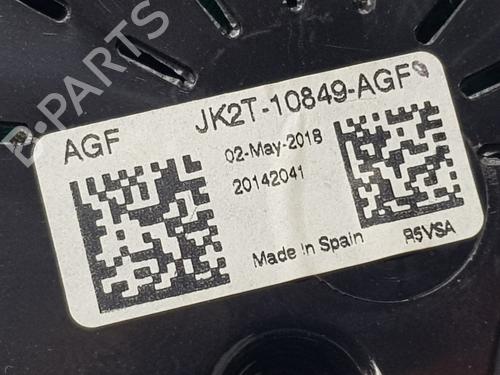 E-PARTS
AGF JK2T-10849-AGF
02-May-2018
20142041
Made in Spain R5VSA